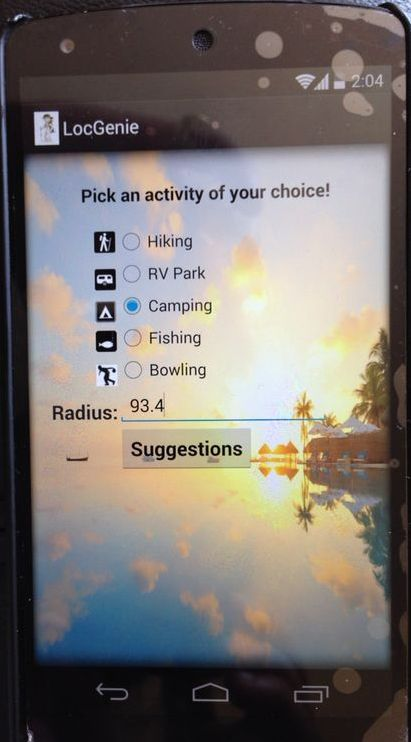 2:04
LocGenie
Pick an activity of your choice!
Hiking
RV Park
Camping
Fishing
Bowling
Radius: 93.4
Suggestions